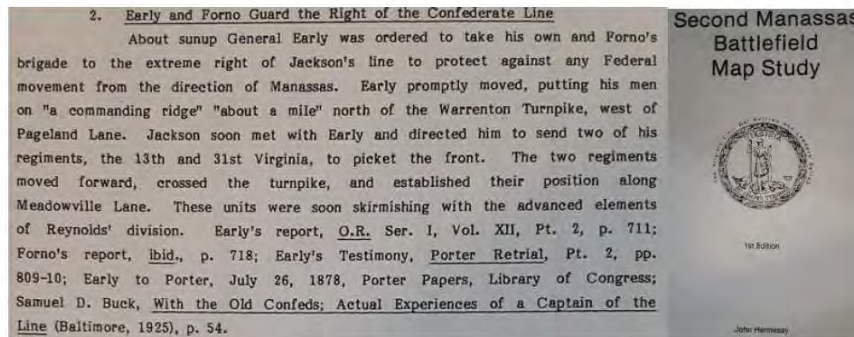 2. Early and Forno Guard the Right of the Confederate Line
About sunup General Early was ordered to take his own and Forno's
brigade to the extreme right of Jackson's line to protect against any Federal
movement from the direction of Manassas. Early promptly moved, putting his men
on "a commanding ridge" "about a mile" north of the Warrenton Turnpike, west of
Pageland Lane. Jackson soon met with Early and directed him to send two of his
regiments, the 13th and 31st Virginia, to picket the front. The two regiments
moved forward, crossed the turnpike, and established their position along
Meadowville Lane. These units were soon skirmishing with the advanced elements
of Reynolds' division. Early's report, O.R. Ser. I, Vol. XII, Pt. 2, p. 711;
Forno's report, ibid., p. 718; Early's Testimony, Porter Retrial, Pt. 2, pp.
809-10; Early to Porter, July 26, 1878, Porter Papers, Library of Congress;
Samuel D. Buck, With the Old Confeds; Actual Experiences of a Captain of the
Line (Baltimore, 1925), p. 54.
Second Manassas
Battlefield
Map Study
1st Edition
John Hennessy